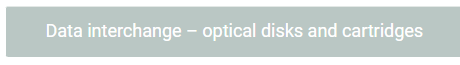 Data interchange – optical disks and cartridges